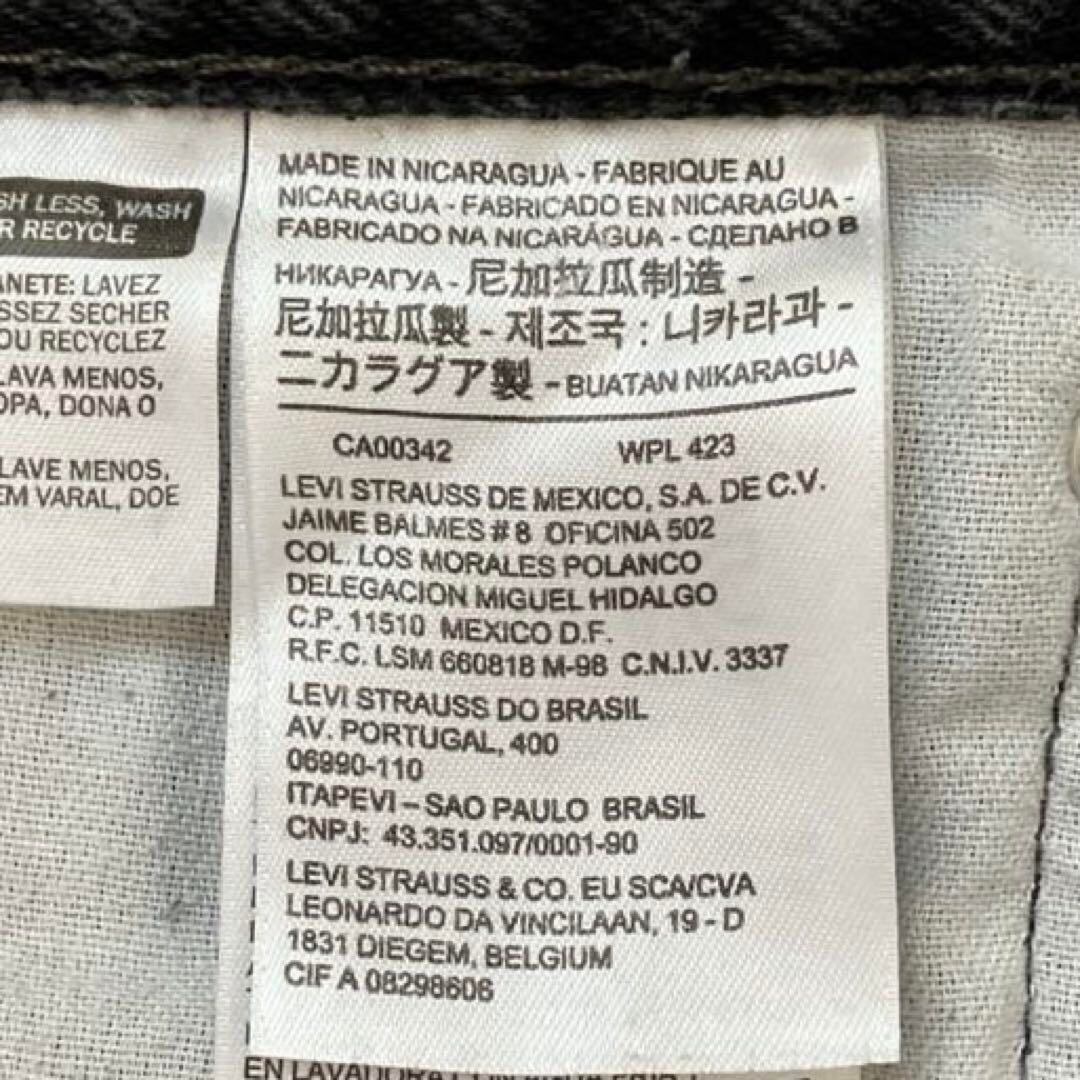 SH LESS, WASH
R RECYCLE
ANETE: LAVEZ
SSEZ SECHER
OU RECYCLEZ
LAVA MENOS,
OPA, DONA O
LAVE MENOS,
EM VARAL, DOE
MADE IN NICARAGUA - FABRIQUE AU
NICARAGUA - FABRICADO EN NICARAGUA -
FABRICADO NA NICARÁGUA - СДЕЛАНО В
НИКАРАГУА - 尼加拉瓜制造 -
尼加拉瓜製 - 제조국 : 니카라과 -
ニカラグア製 - BUATAN NIKARAGUA
CA00342 WPL 423
LEVI STRAUSS DE MEXICO, S.A. DE C.V.
JAIME BALMES # 8 OFICINA 502
COL. LOS MORALES POLANCO
DELEGACION MIGUEL HIDALGO
C.P. 11510 MEXICO D.F.
R.F.C. LSM 660818 M-98 C.N.I.V. 3337
LEVI STRAUSS DO BRASIL
AV. PORTUGAL, 400
06990-110
ITAPEVI – SAO PAULO BRASIL
CNPJ: 43.351.097/0001-90
LEVI STRAUSS & CO. EU SCA/CVA
LEONARDO DA VINCILAAN, 19 - D
1831 DIEGEM, BELGIUM
CIF A 08298606
EN LAVADORA